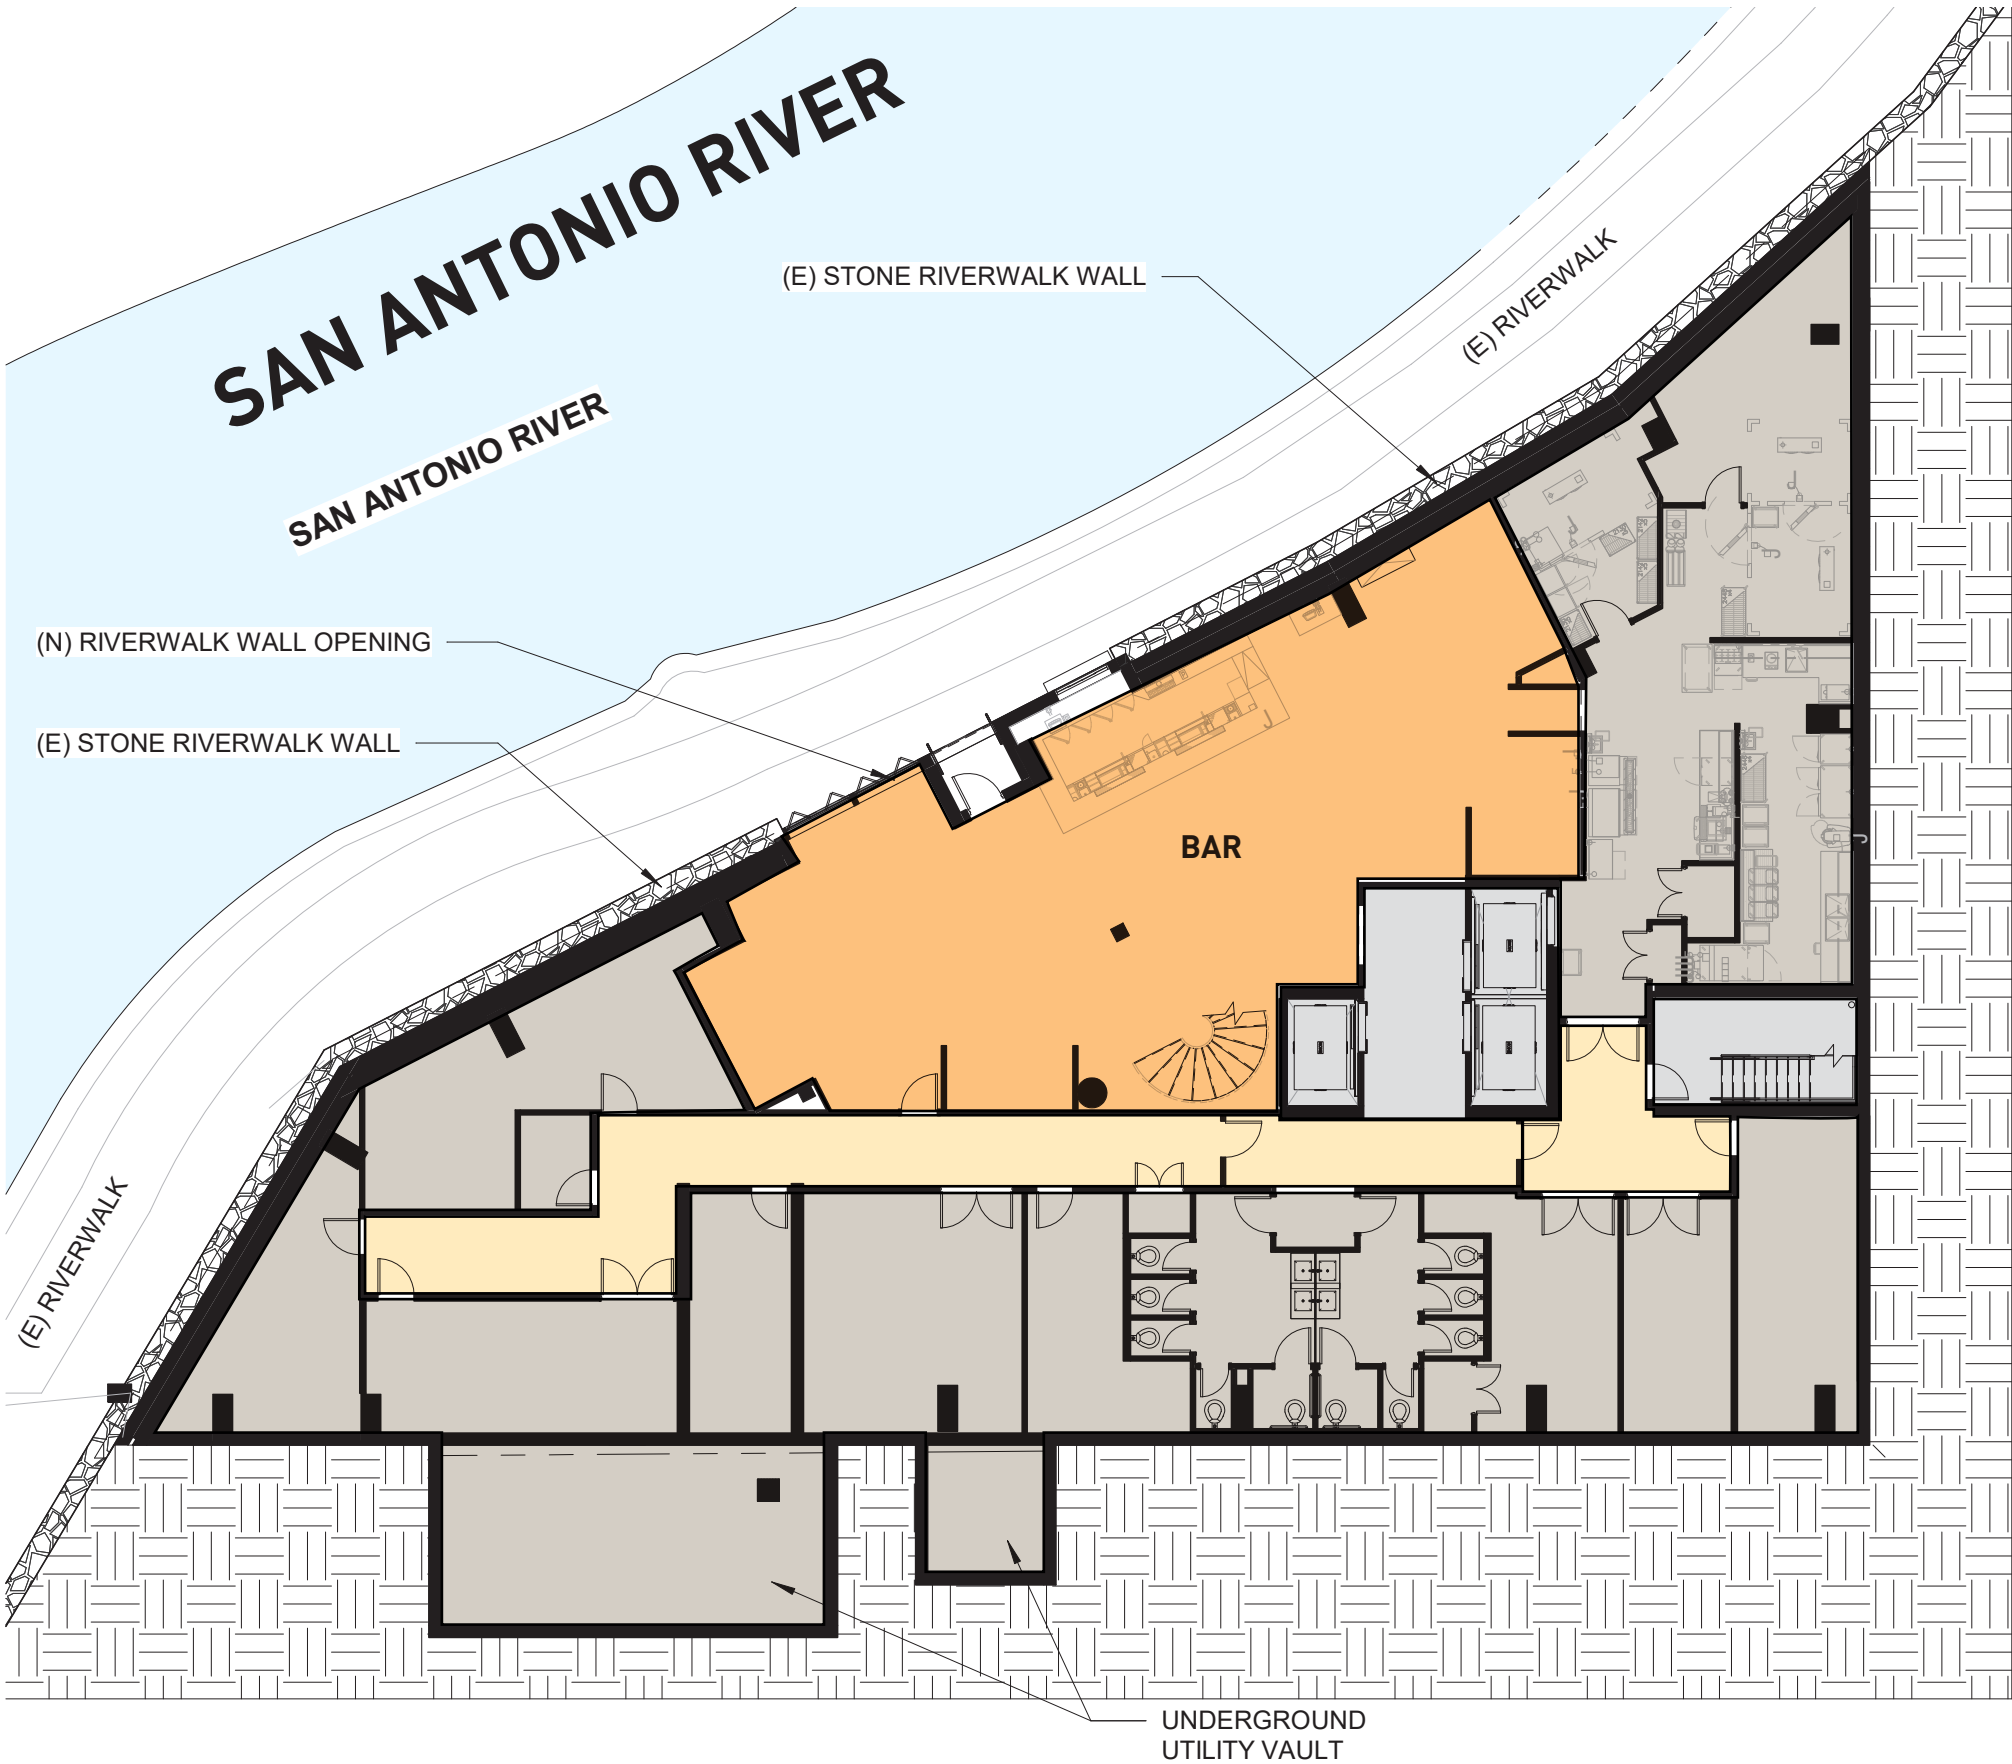 SAN ANTONIO RIVER
(E) STONE RIVERWALK WALL
(E) RIVERWALK
SAN ANTONIO RIVER
(N) RIVERWALK WALL OPENING
(E) STONE RIVERWALK WALL
BAR
(E) RIVERWALK
UNDERGROUND
UTILITY VAULT